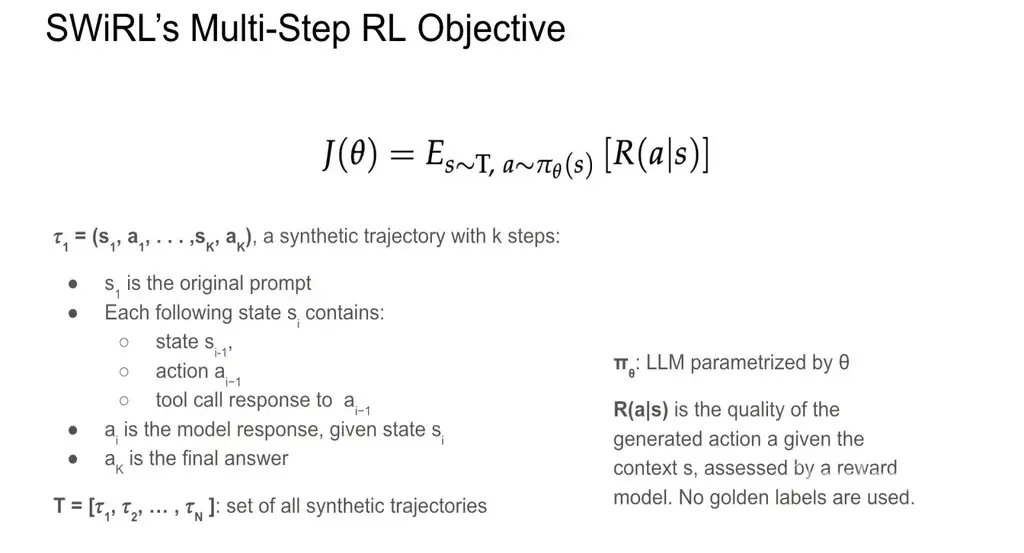 SWiRL's Multi-Step RL Objective
J(θ) = E_{s∼T, a∼π_θ(s)} [R(a|s)]
τ_1 = (s_1, a_1, . . . ,s_K, a_K), a synthetic trajectory with k steps:
● s_1 is the original prompt
● Each following state s_i contains:
○ state s_{i-1},
○ action a_{i−1}
○ tool call response to a_{i−1}
● a_i is the model response, given state s_i
● a_K is the final answer
T = [τ_1, τ_2, … , τ_N ]: set of all synthetic trajectories
π_θ: LLM parametrized by θ
R(a|s) is the quality of the
generated action a given the
context s, assessed by a reward
model. No golden labels are used.